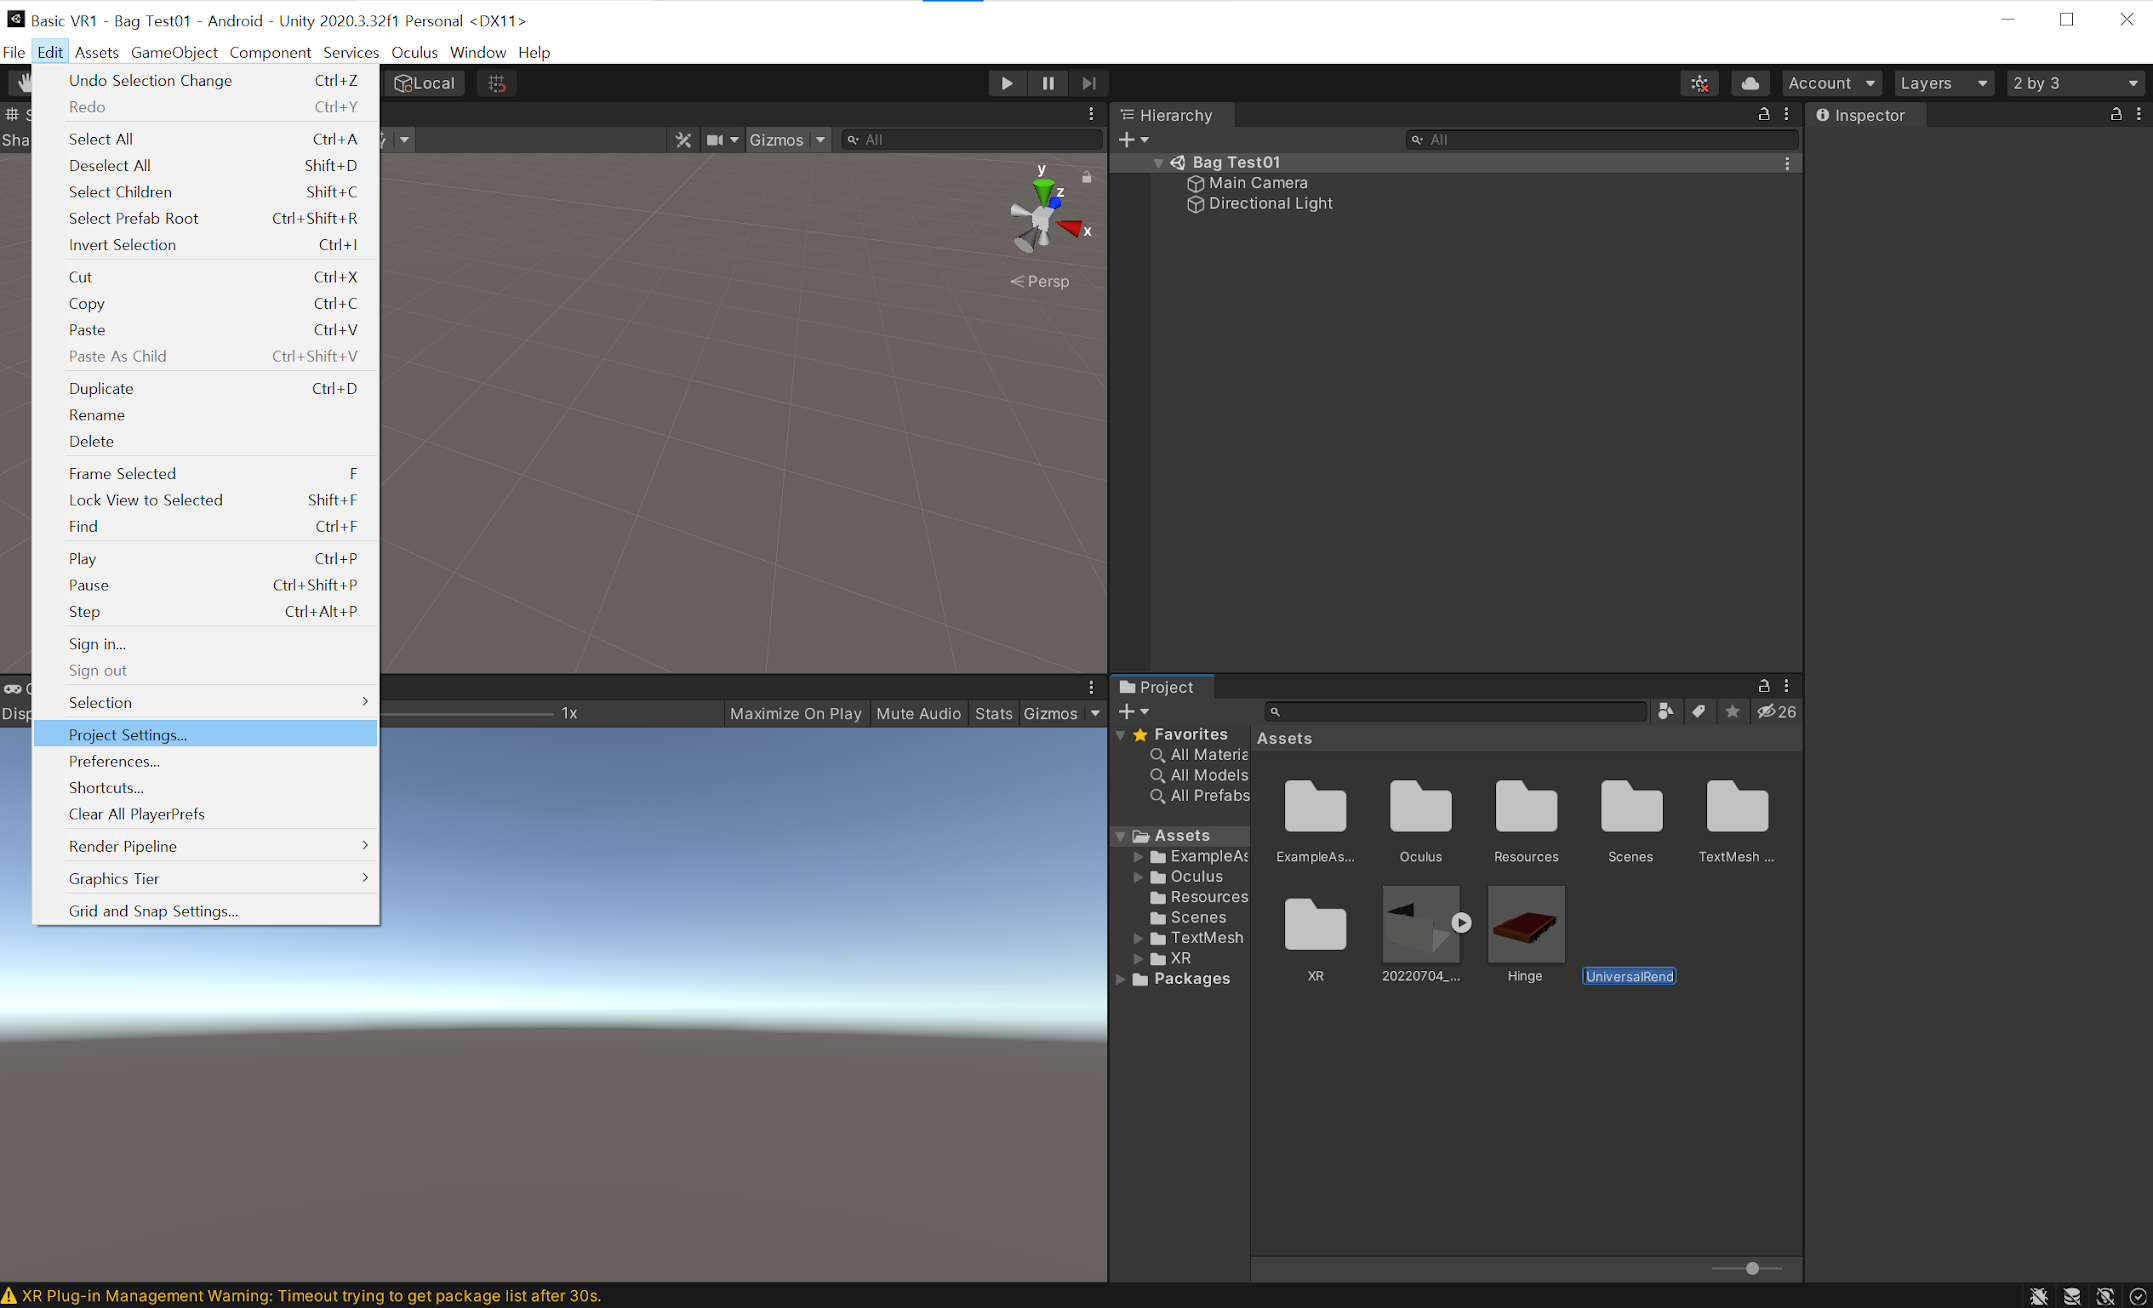 Basic VR1 - Bag Test01 - Android - Unity 2020.3.32f1 Personal <DX11>
File Edit Assets GameObject Component Services Oculus Window Help
Local
Account Layers 2 by 3
Undo Selection Change Ctrl+Z
Redo Ctrl+Y
Select All Ctrl+A
Deselect All Shift+D
Select Children Shift+C
Select Prefab Root Ctrl+Shift+R
Invert Selection Ctrl+I
Cut Ctrl+X
Copy Ctrl+C
Paste Ctrl+V
Paste As Child Ctrl+Shift+V
Duplicate Ctrl+D
Rename
Delete
Frame Selected F
Lock View to Selected Shift+F
Find Ctrl+F
Play Ctrl+P
Pause Ctrl+Shift+P
Step Ctrl+Alt+P
Sign in...
Sign out
Selection
Project Settings...
Preferences...
Shortcuts...
Clear All PlayerPrefs
Render Pipeline
Graphics Tier
Grid and Snap Settings...
Sha
Gizmos All
y
z
x
Persp
Disp
1x Maximize On Play Mute Audio Stats Gizmos
Hierarchy
All
Bag Test01
Main Camera
Directional Light
Inspector
Project
26
Favorites
All Materia
All Models
All Prefabs
Assets
ExampleAs
Oculus
Resources
Scenes
TextMesh
XR
Packages
Assets
ExampleAs... Oculus Resources Scenes TextMesh ...
XR 20220704_... Hinge UniversalRend
XR Plug-in Management Warning: Timeout trying to get package list after 30s.